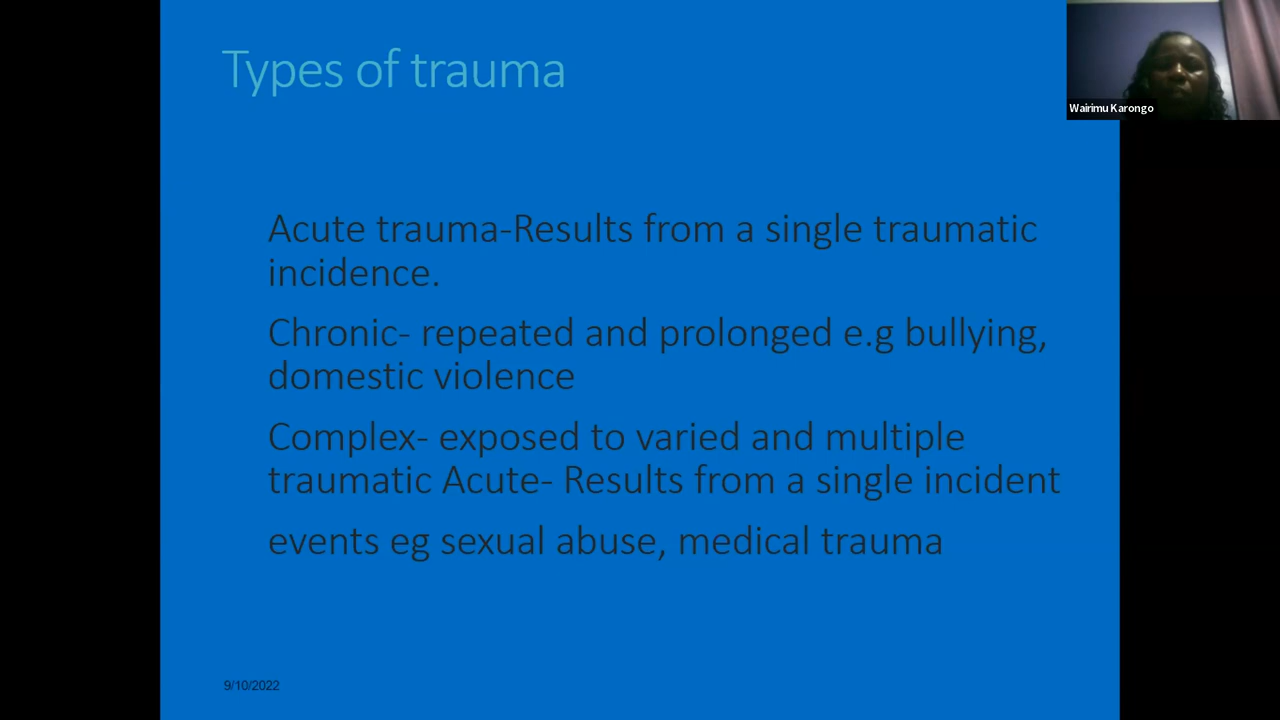 Types of trauma
Wairimu Karongo
Acute trauma-Results from a single traumatic
incidence.
Chronic- repeated and prolonged e.g bullying,
domestic violence
Complex- exposed to varied and multiple
traumatic Acute- Results from a single incident
events eg sexual abuse, medical trauma
9/10/2022